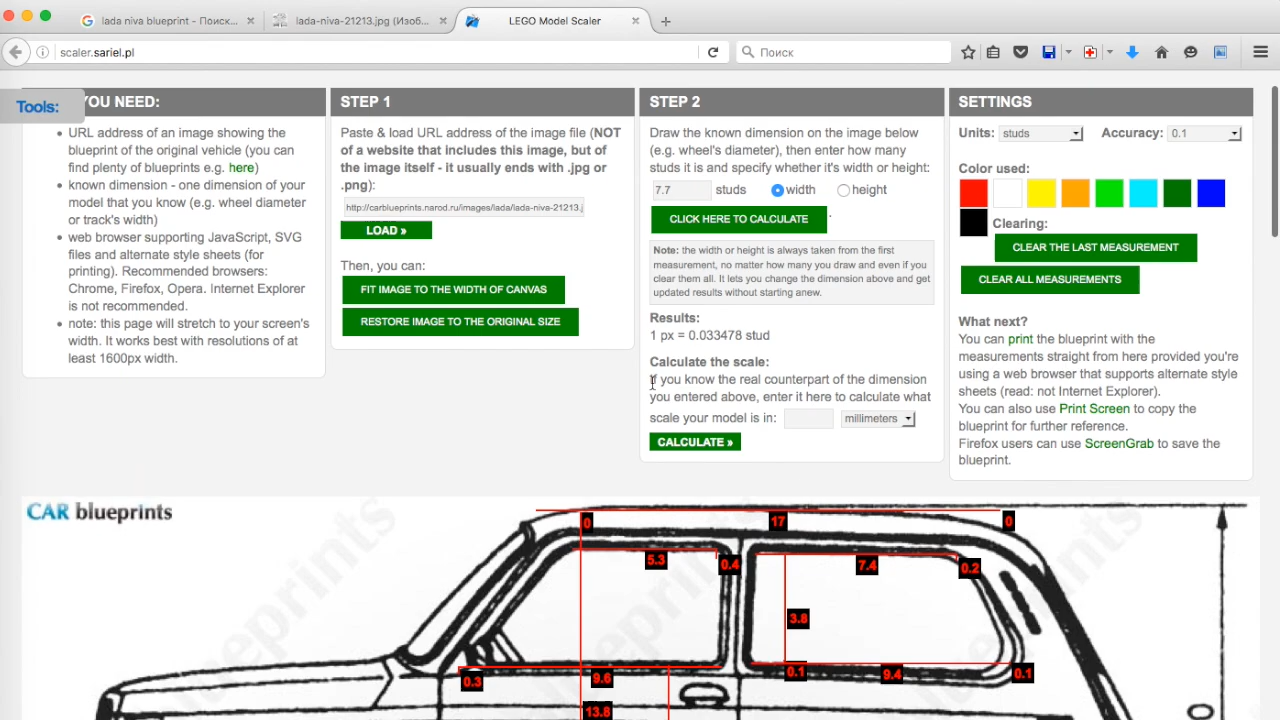 lada niva blueprint - Поиск...
lada-niva-21213.jpg (Изоб...
LEGO Model Scaler
scaler.sariel.pl
Поиск
Tools:
YOU NEED:
URL address of an image showing the
blueprint of the original vehicle (you can
find plenty of blueprints e.g. here)
known dimension - one dimension of your
model that you know (e.g. wheel diameter
or track's width)
web browser supporting JavaScript, SVG
files and alternate style sheets (for
printing). Recommended browsers:
Chrome, Firefox, Opera. Internet Explorer
is not recommended.
note: this page will stretch to your screen's
width. It works best with resolutions of at
least 1600px width.
STEP 1
Paste & load URL address of the image file (NOT
of a website that includes this image, but of
the image itself - it usually ends with .jpg or
.png):
http://carblueprints.narod.ru/images/lada/lada-niva-21213.j
LOAD »
Then, you can:
FIT IMAGE TO THE WIDTH OF CANVAS
RESTORE IMAGE TO THE ORIGINAL SIZE
STEP 2
Draw the known dimension on the image below
(e.g. wheel's diameter), then enter how many
studs it is and specify whether it's width or height:
7.7 studs width height
CLICK HERE TO CALCULATE .
Note: the width or height is always taken from the first
measurement, no matter how many you draw and even if you
clear them all. It lets you change the dimension above and get
updated results without starting anew.
Results:
1 px = 0.033478 stud
Calculate the scale:
If you know the real counterpart of the dimension
you entered above, enter it here to calculate what
scale your model is in: millimeters
CALCULATE »
SETTINGS
Units: studs Accuracy: 0.1
Color used:
Clearing:
CLEAR THE LAST MEASUREMENT
CLEAR ALL MEASUREMENTS
What next?
You can print the blueprint with the
measurements straight from here provided you're
using a web browser that supports alternate style
sheets (read: not Internet Explorer).
You can also use Print Screen to copy the
blueprint for further reference.
Firefox users can use ScreenGrab to save the
blueprint.
CAR blueprints
0 17 0
5.3 0.4 7.4 0.2
3.8
0.3 9.6 0.1 9.4 0.1
13.8